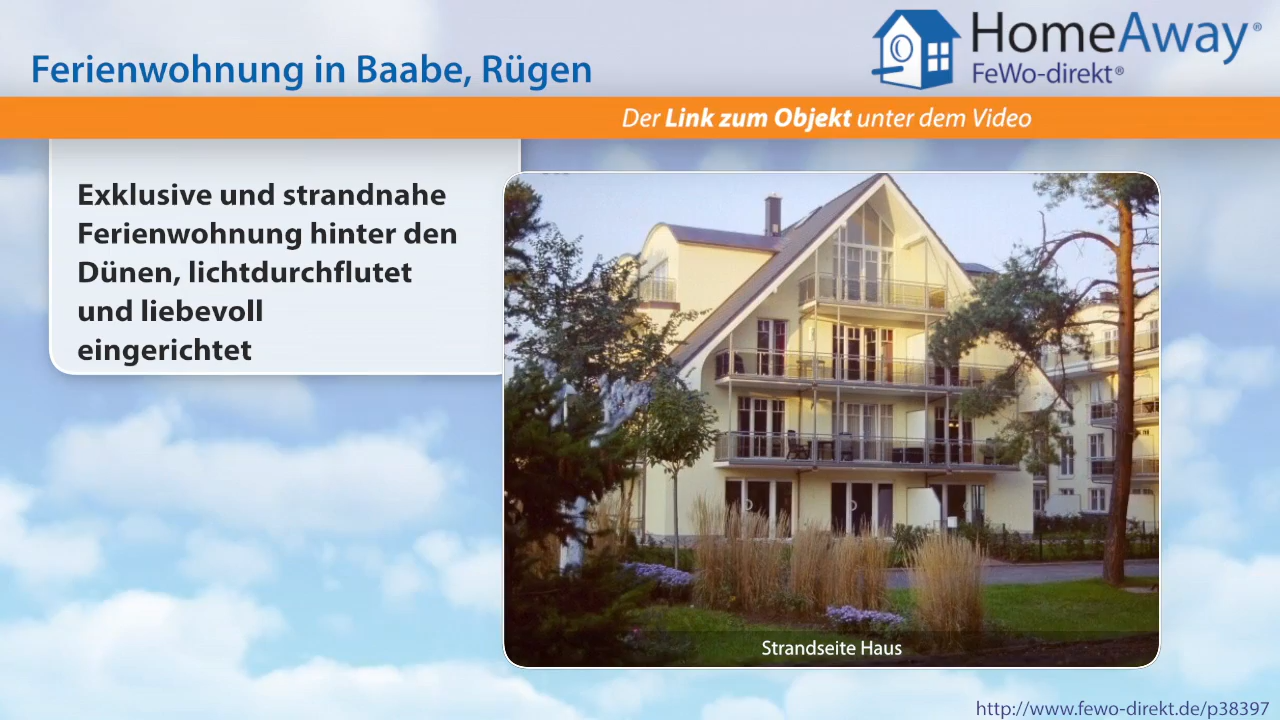 Ferienwohnung in Baabe, Rügen
HomeAway®
FeWo-direkt®
Der Link zum Objekt unter dem Video
Exklusive und strandnahe
Ferienwohnung hinter den
Dünen, lichtdurchflutet
und liebevoll
eingerichtet
Strandseite Haus
http://www.fewo-direkt.de/p38397